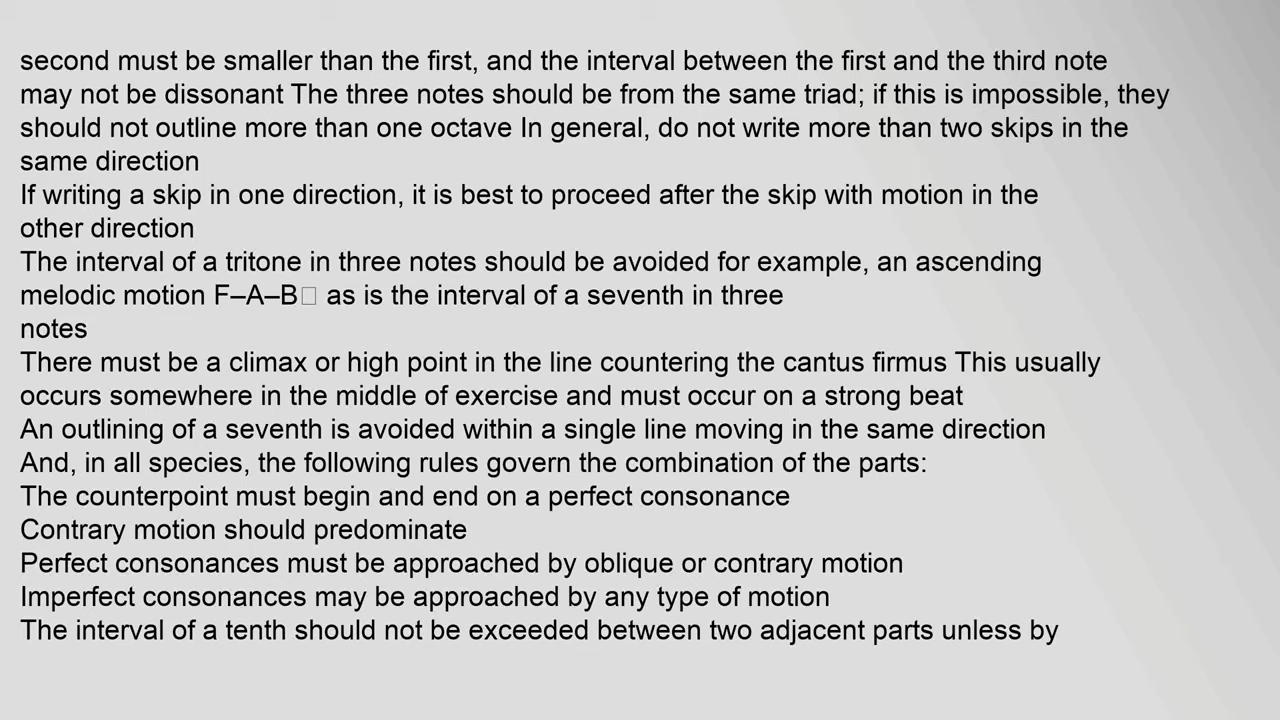 second must be smaller than the first, and the interval between the first and the third note
may not be dissonant The three notes should be from the same triad; if this is impossible, they
should not outline more than one octave In general, do not write more than two skips in the
same direction
If writing a skip in one direction, it is best to proceed after the skip with motion in the
other direction
The interval of a tritone in three notes should be avoided for example, an ascending
melodic motion F–A–B□ as is the interval of a seventh in three
notes
There must be a climax or high point in the line countering the cantus firmus This usually
occurs somewhere in the middle of exercise and must occur on a strong beat
An outlining of a seventh is avoided within a single line moving in the same direction
And, in all species, the following rules govern the combination of the parts:
The counterpoint must begin and end on a perfect consonance
Contrary motion should predominate
Perfect consonances must be approached by oblique or contrary motion
Imperfect consonances may be approached by any type of motion
The interval of a tenth should not be exceeded between two adjacent parts unless by